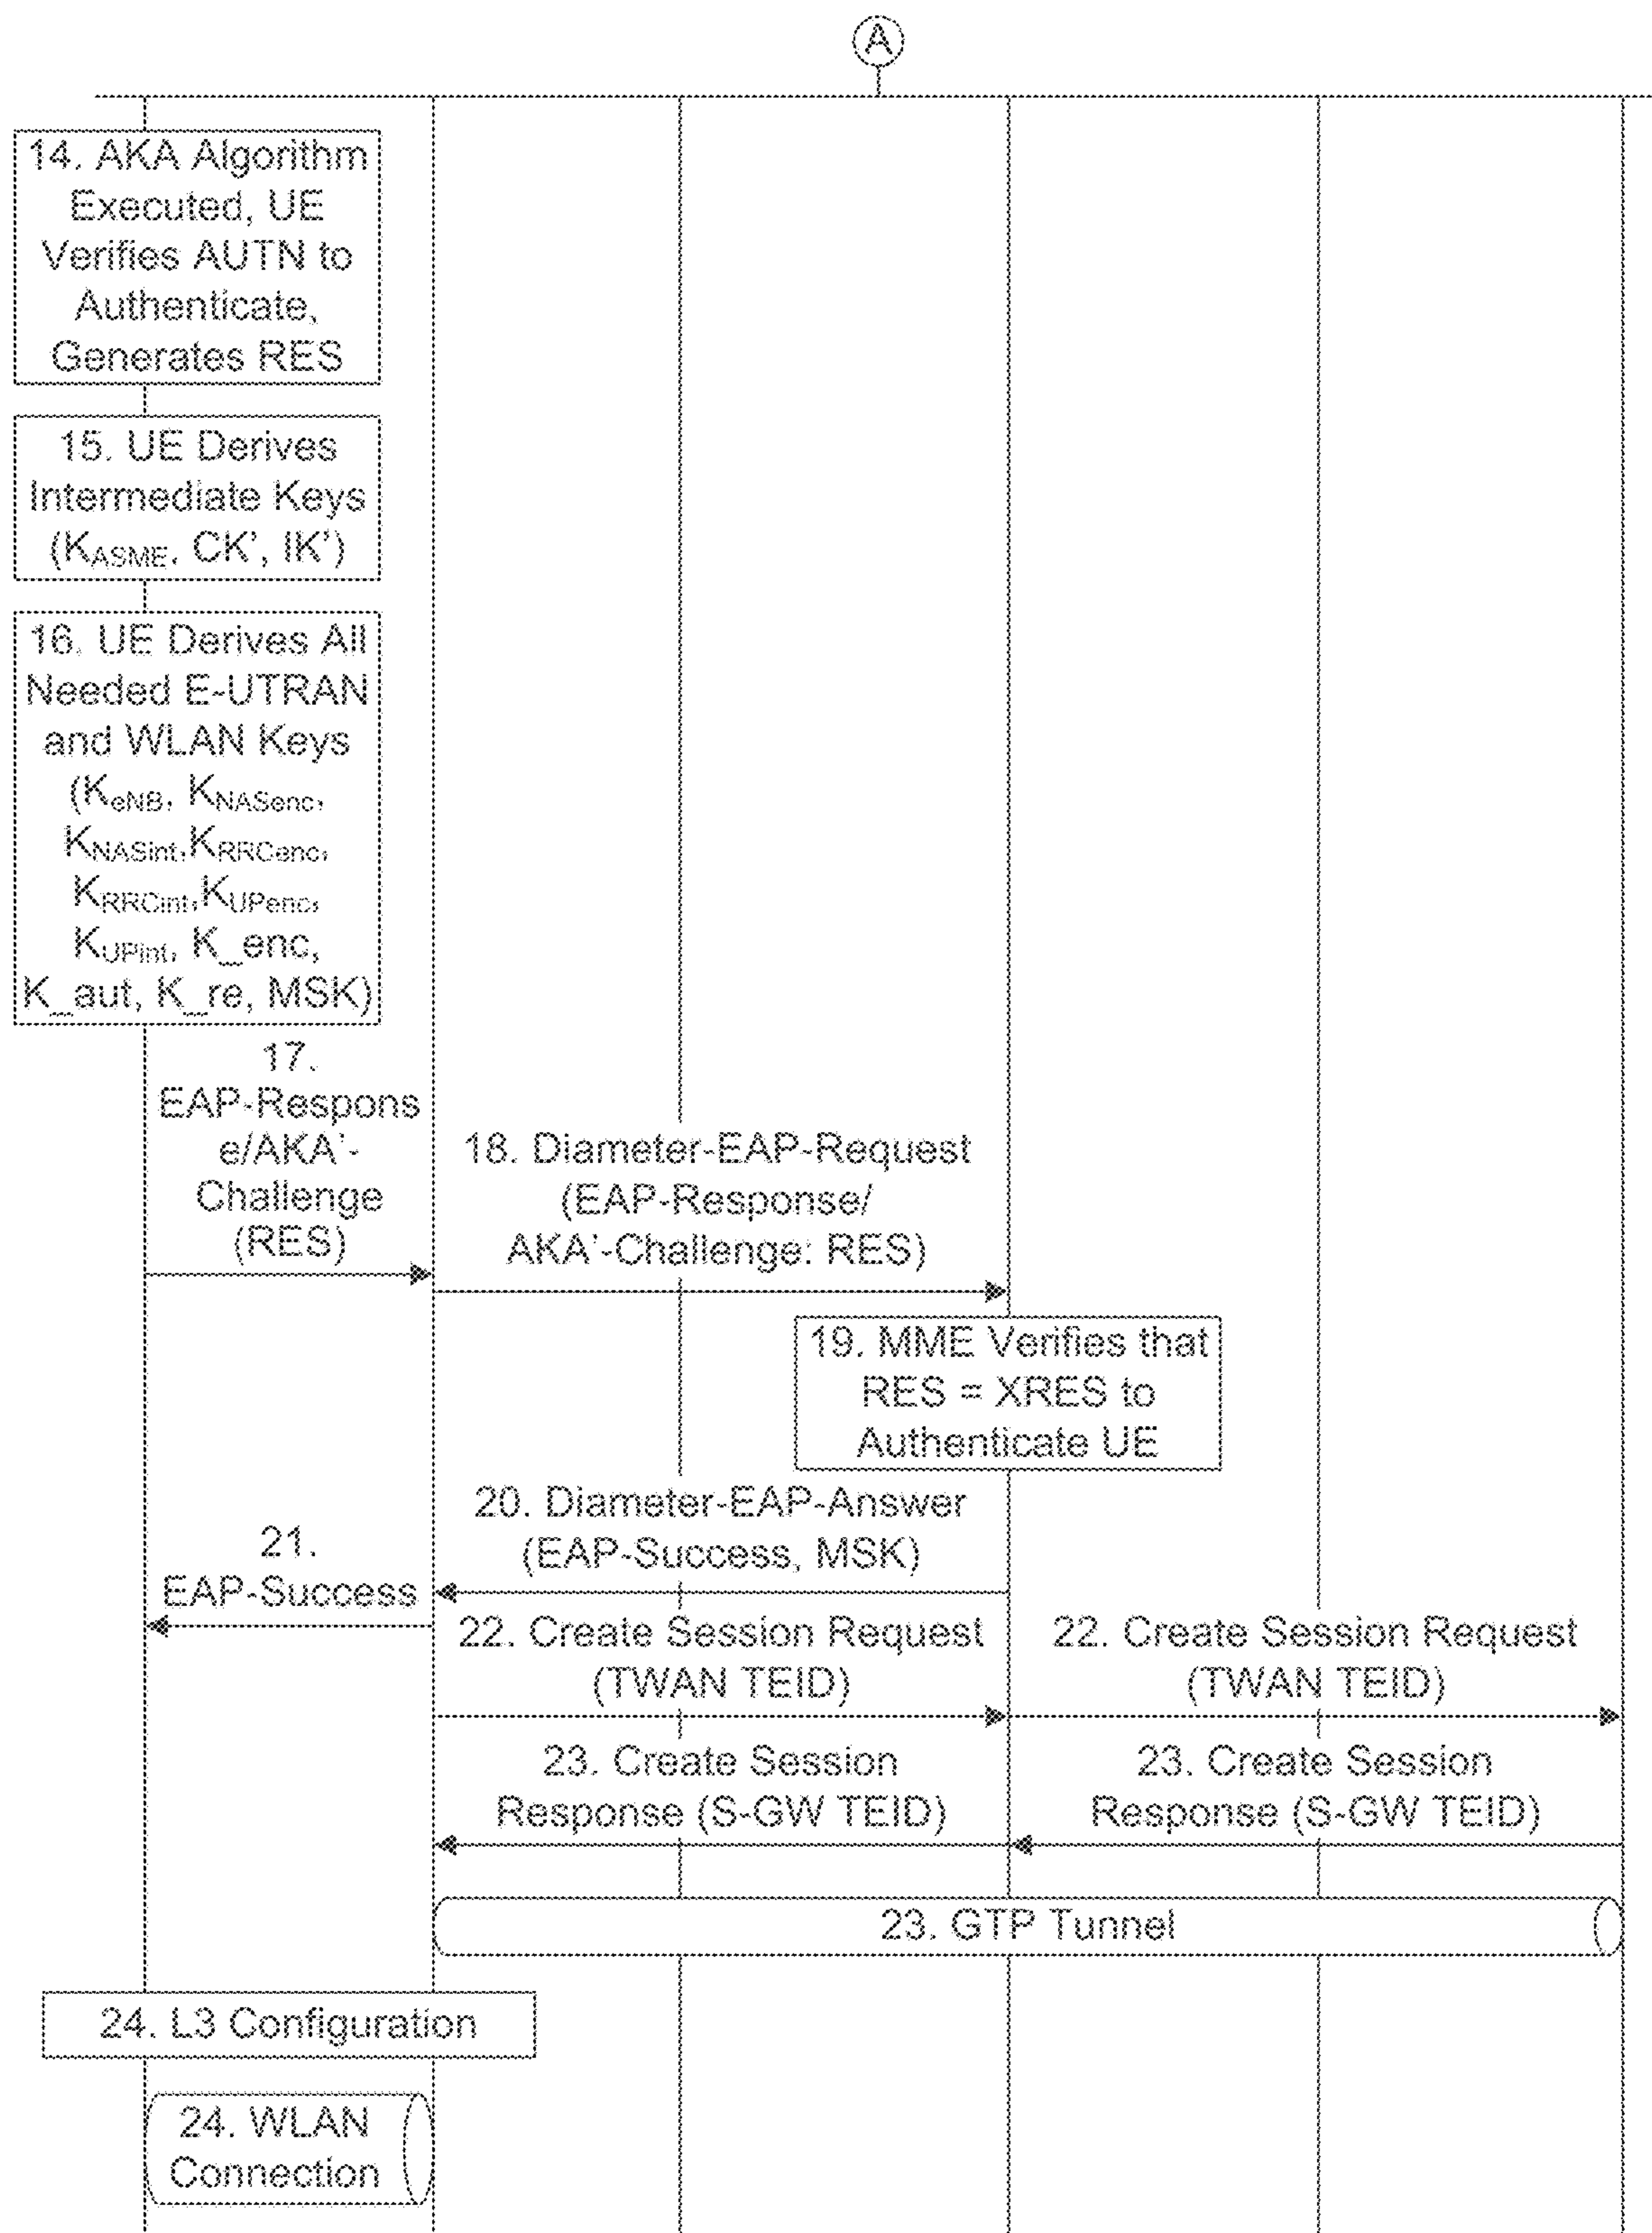 A
14. AKA Algorithm
Executed, UE
Verifies AUTN to
Authenticate,
Generates RES
15. UE Derives
Intermediate Keys
(KASME, CK', IK')
16. UE Derives All
Needed E-UTRAN
and WLAN Keys
(KeNB, KNASenc,
KNASint,KRRCenc,
KRRCint,KUPenc,
KUPint, K_enc,
K_aut, K_re, MSK)
17.
EAP-Respons
e/AKA'-
Challenge
(RES)
18. Diameter-EAP-Request
(EAP-Response/
AKA'-Challenge: RES)
19. MME Verifies that
RES = XRES to
Authenticate UE
20. Diameter-EAP-Answer
(EAP-Success, MSK)
21.
EAP-Success
22. Create Session Request
(TWAN TEID)
22. Create Session Request
(TWAN TEID)
23. Create Session
Response (S-GW TEID)
23. Create Session
Response (S-GW TEID)
23. GTP Tunnel
24. L3 Configuration
24. WLAN
Connection